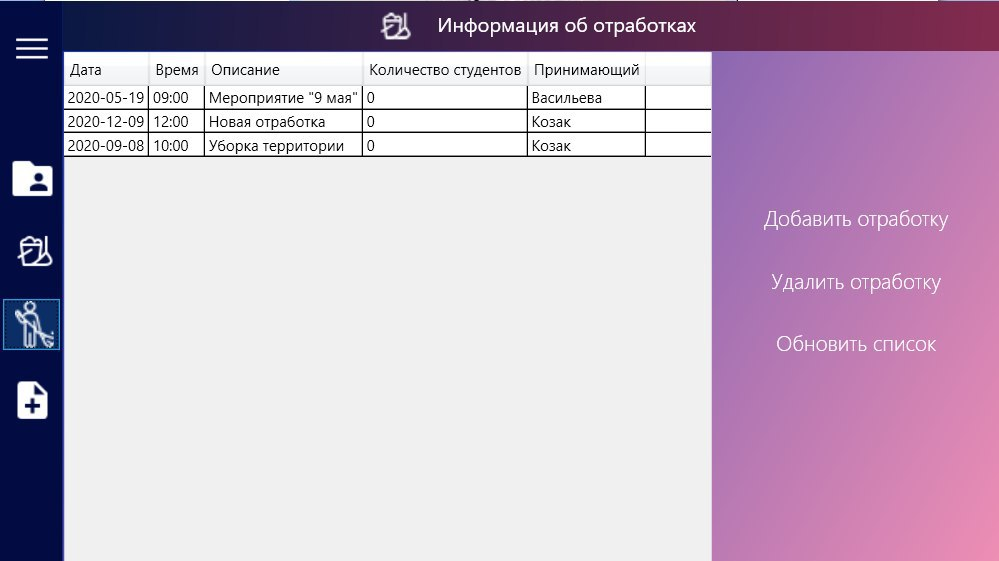 Информация об отработках
Дата Время Описание Количество студентов Принимающий
2020-05-19 09:00 Мероприятие "9 мая" 0 Васильева
2020-12-09 12:00 Новая отработка 0 Козак
2020-09-08 10:00 Уборка территории 0 Козак
Добавить отработку
Удалить отработку
Обновить список